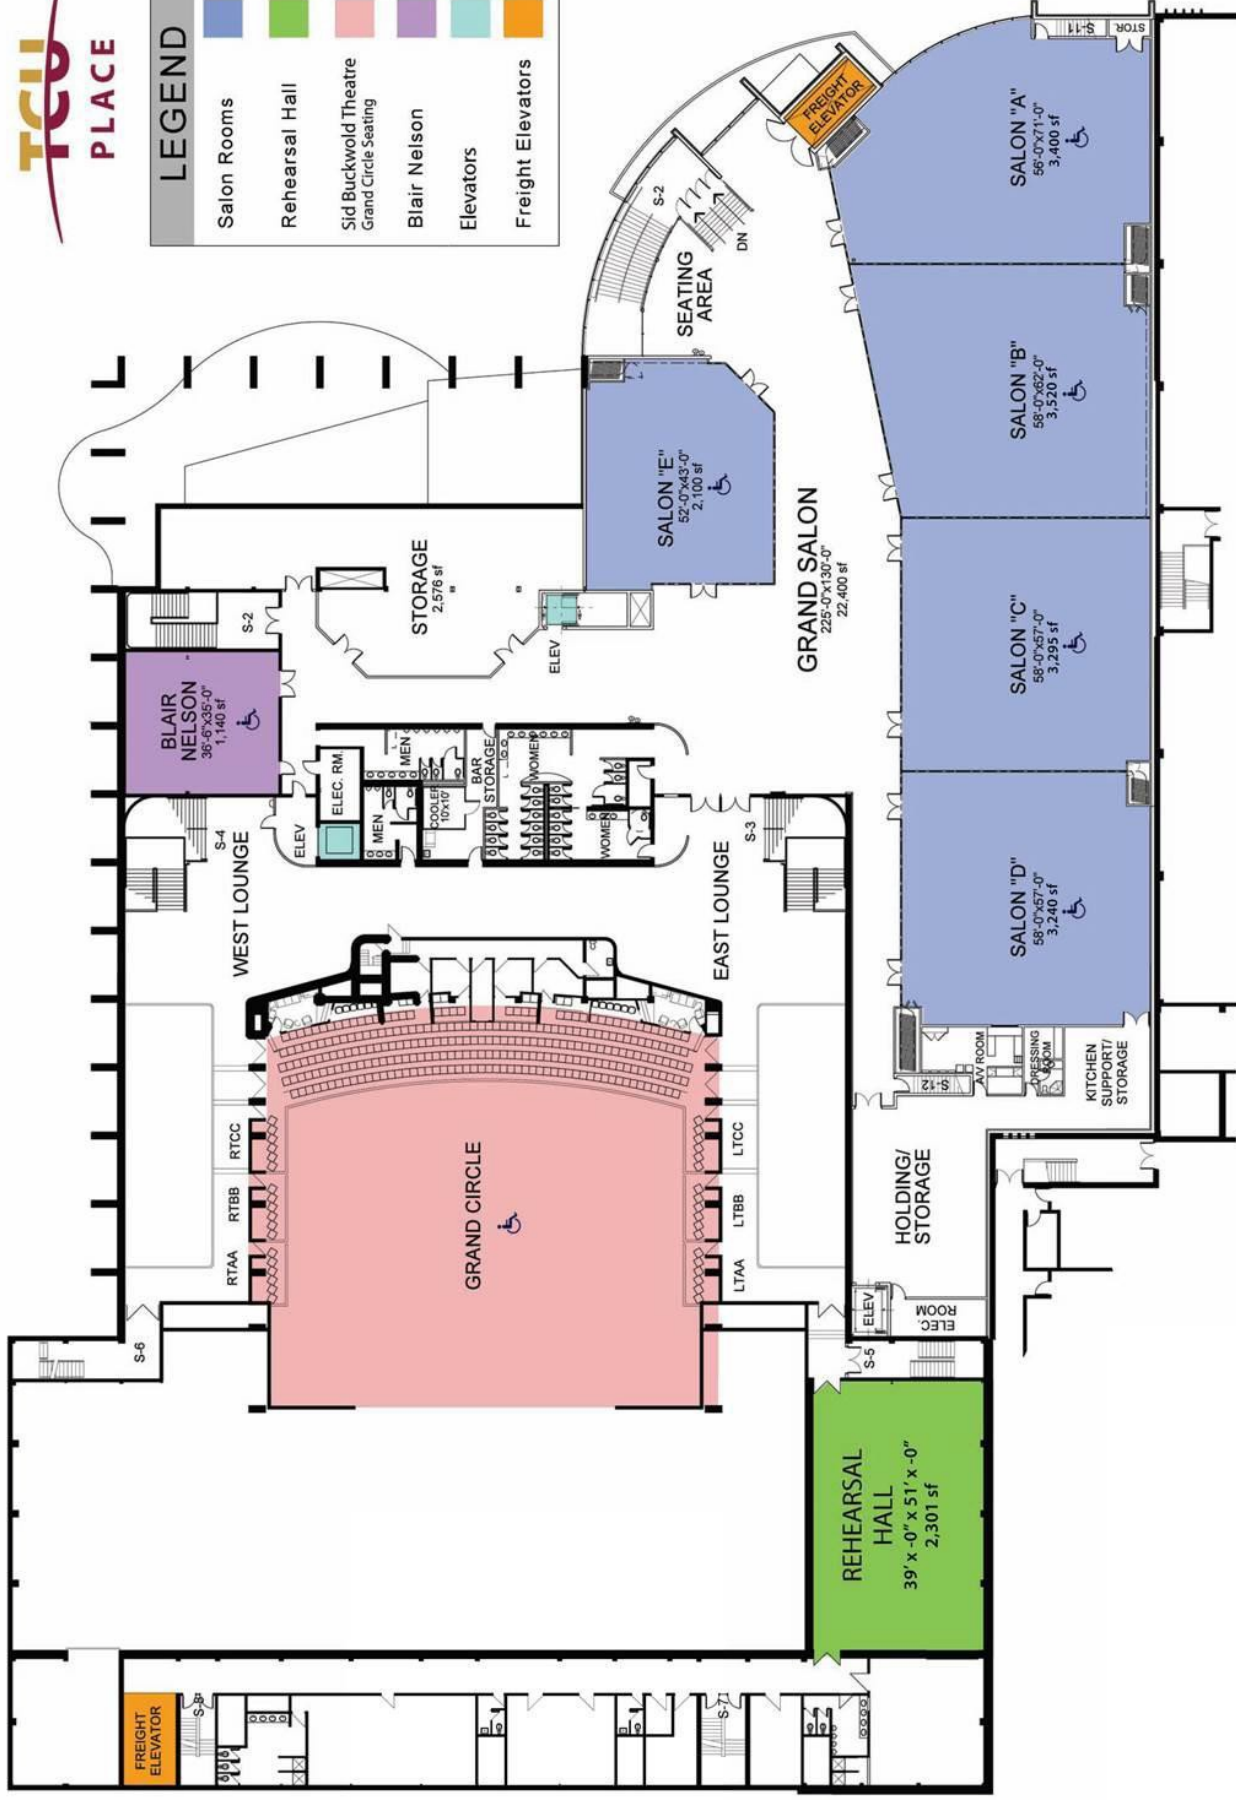 TCU
PLACE
LEGEND
Salon Rooms
Rehearsal Hall
Sid Buckwold Theatre
Grand Circle Seating
Blair Nelson
Elevators
Freight Elevators
FREIGHT
ELEVATOR
S-8
S-7
REHEARSAL
HALL
39' x -0" x 51' x -0"
2,301 sf
S-6
S-5
ELEV
ELEC.
ROOM
HOLDING/
STORAGE
RTAA
RTBB
RTCC
GRAND CIRCLE
LTAA
LTBB
LTCC
WEST LOUNGE
EAST LOUNGE
S-4
S-3
ELEV
ELEC. RM.
MEN
MEN
COOLER
10'x10'
BAR
STORAGE
WOMEN
WOMEN
BLAIR
NELSON
36'-6"x35'-0"
1,140 sf
S-2
STORAGE
2,576 sf
ELEV
SALON "E"
52'-0"x43'-0"
2,100 sf
SEATING
AREA
S-2
DN
FREIGHT
ELEVATOR
GRAND SALON
225'-0"x130'-0"
22,400 sf
SALON "A"
56'-0"x71'-0"
3,400 sf
S-11
STOR.
SALON "B"
58'-0"x62'-0"
3,520 sf
SALON "C"
58'-0"x57'-0"
3,295 sf
SALON "D"
58'-0"x57'-0"
3,240 sf
S-12
A/V ROOM
DRESSING
ROOM
KITCHEN
SUPPORT/
STORAGE